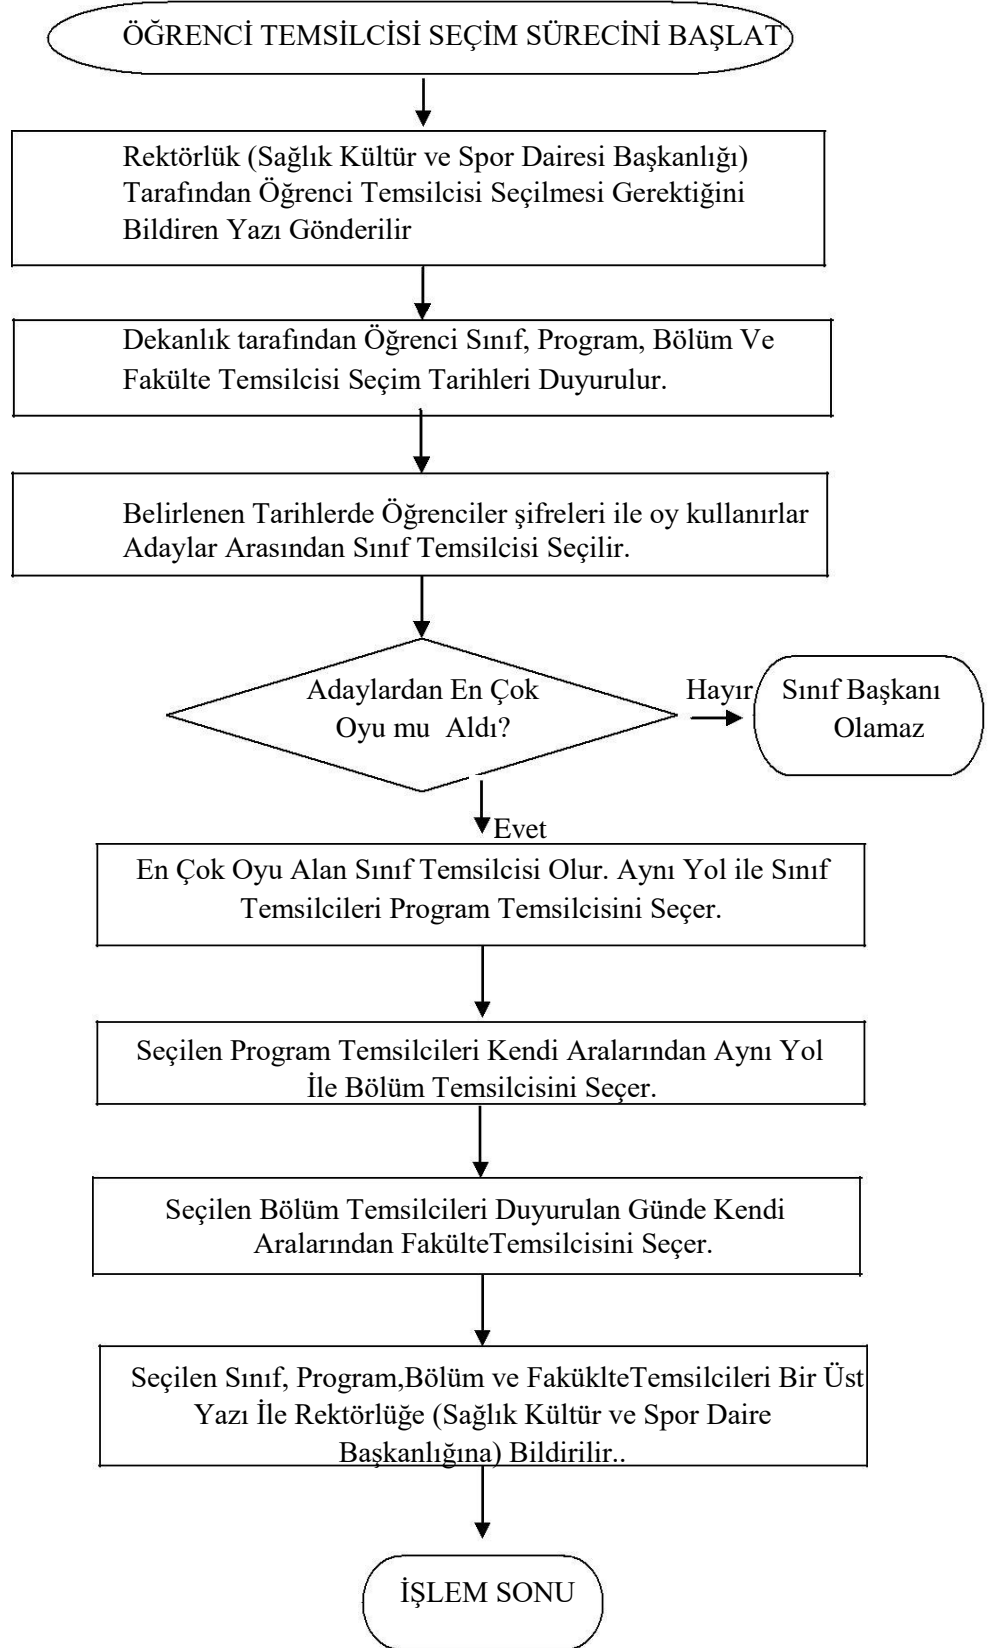 ÖĞRENCİ TEMSİLCİSİ SEÇİM SÜRECİNİ BAŞLAT
Rektörlük (Sağlık Kültür ve Spor Dairesi Başkanlığı)
Tarafından Öğrenci Temsilcisi Seçilmesi Gerektiğini
Bildiren Yazı Gönderilir
Dekanlık tarafından Öğrenci Sınıf, Program, Bölüm Ve
Fakülte Temsilcisi Seçim Tarihleri Duyurulur.
Belirlenen Tarihlerde Öğrenciler şifreleri ile oy kullanırlar
Adaylar Arasından Sınıf Temsilcisi Seçilir.
Adaylardan En Çok
Oyu mu Aldı?
Hayır
Sınıf Başkanı
Olamaz
Evet
En Çok Oyu Alan Sınıf Temsilcisi Olur. Aynı Yol ile Sınıf
Temsilcileri Program Temsilcisini Seçer.
Seçilen Program Temsilcileri Kendi Aralarından Aynı Yol
İle Bölüm Temsilcisini Seçer.
Seçilen Bölüm Temsilcileri Duyurulan Günde Kendi
Aralarından FakülteTemsilcisini Seçer.
Seçilen Sınıf, Program,Bölüm ve FaküklteTemsilcileri Bir Üst
Yazı İle Rektörlüğe (Sağlık Kültür ve Spor Daire
Başkanlığına) Bildirilir..
İŞLEM SONU